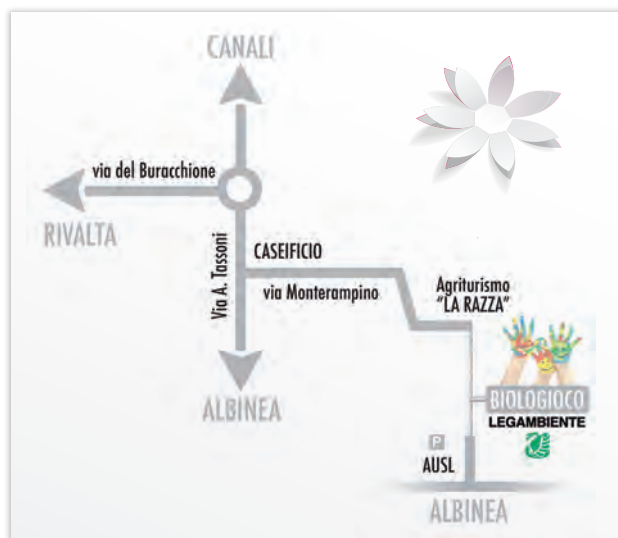 CANALI
via del Buracchione
RIVALTA
Via A. Tassoni
CASEIFICIO
via Monterampino
Agriturismo
"LA RAZZA"
ALBINEA
BIOLOGIOCO
LEGAMBIENTE
P
AUSL
ALBINEA